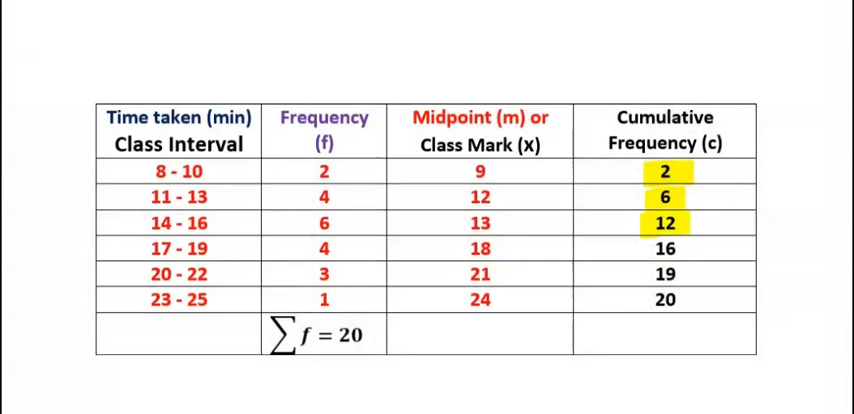 Time taken (min) Frequency Midpoint (m) or Cumulative
Class Interval (f) Class Mark (x) Frequency (c)
8 - 10 2 9 2
11 - 13 4 12 6
14 - 16 6 13 12
17 - 19 4 18 16
20 - 22 3 21 19
23 - 25 1 24 20
∑ f = 20